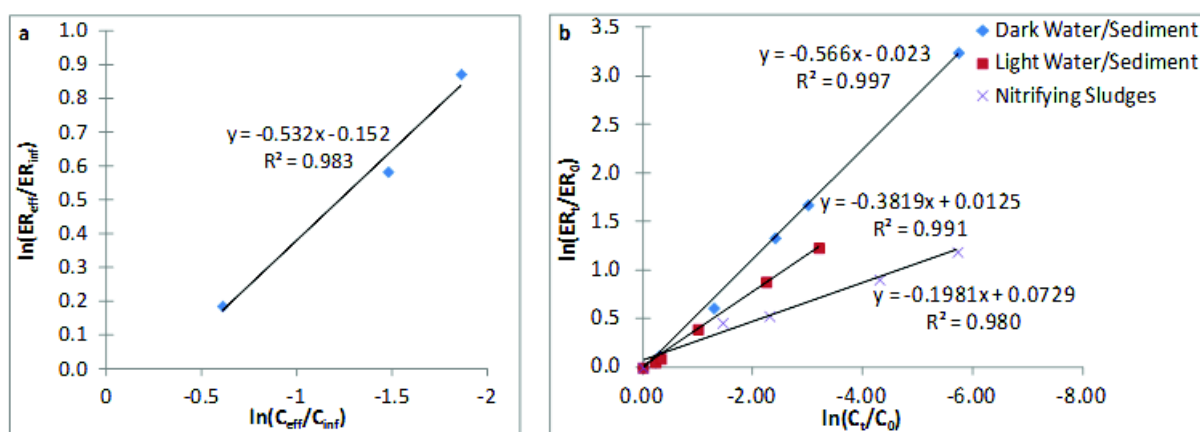 a
1.0
0.9
0.8
0.7
0.6
0.5
0.4
0.3
0.2
0.1
0.0
ln(ER_eff/ER_inf)
y = -0.532x - 0.152
R² = 0.983
0 -0.5 -1 -1.5 -2
ln(C_eff/C_inf)
b
3.5
3.0
2.5
2.0
1.5
1.0
0.5
0.0
ln(ER_t/ER_0)
Dark Water/Sediment
Light Water/Sediment
Nitrifying Sludges
y = -0.566x - 0.023
R² = 0.997
y = -0.3819x + 0.0125
R² = 0.991
y = -0.1981x + 0.0729
R² = 0.980
0.00 -2.00 -4.00 -6.00 -8.00
ln(C_t/C_0)